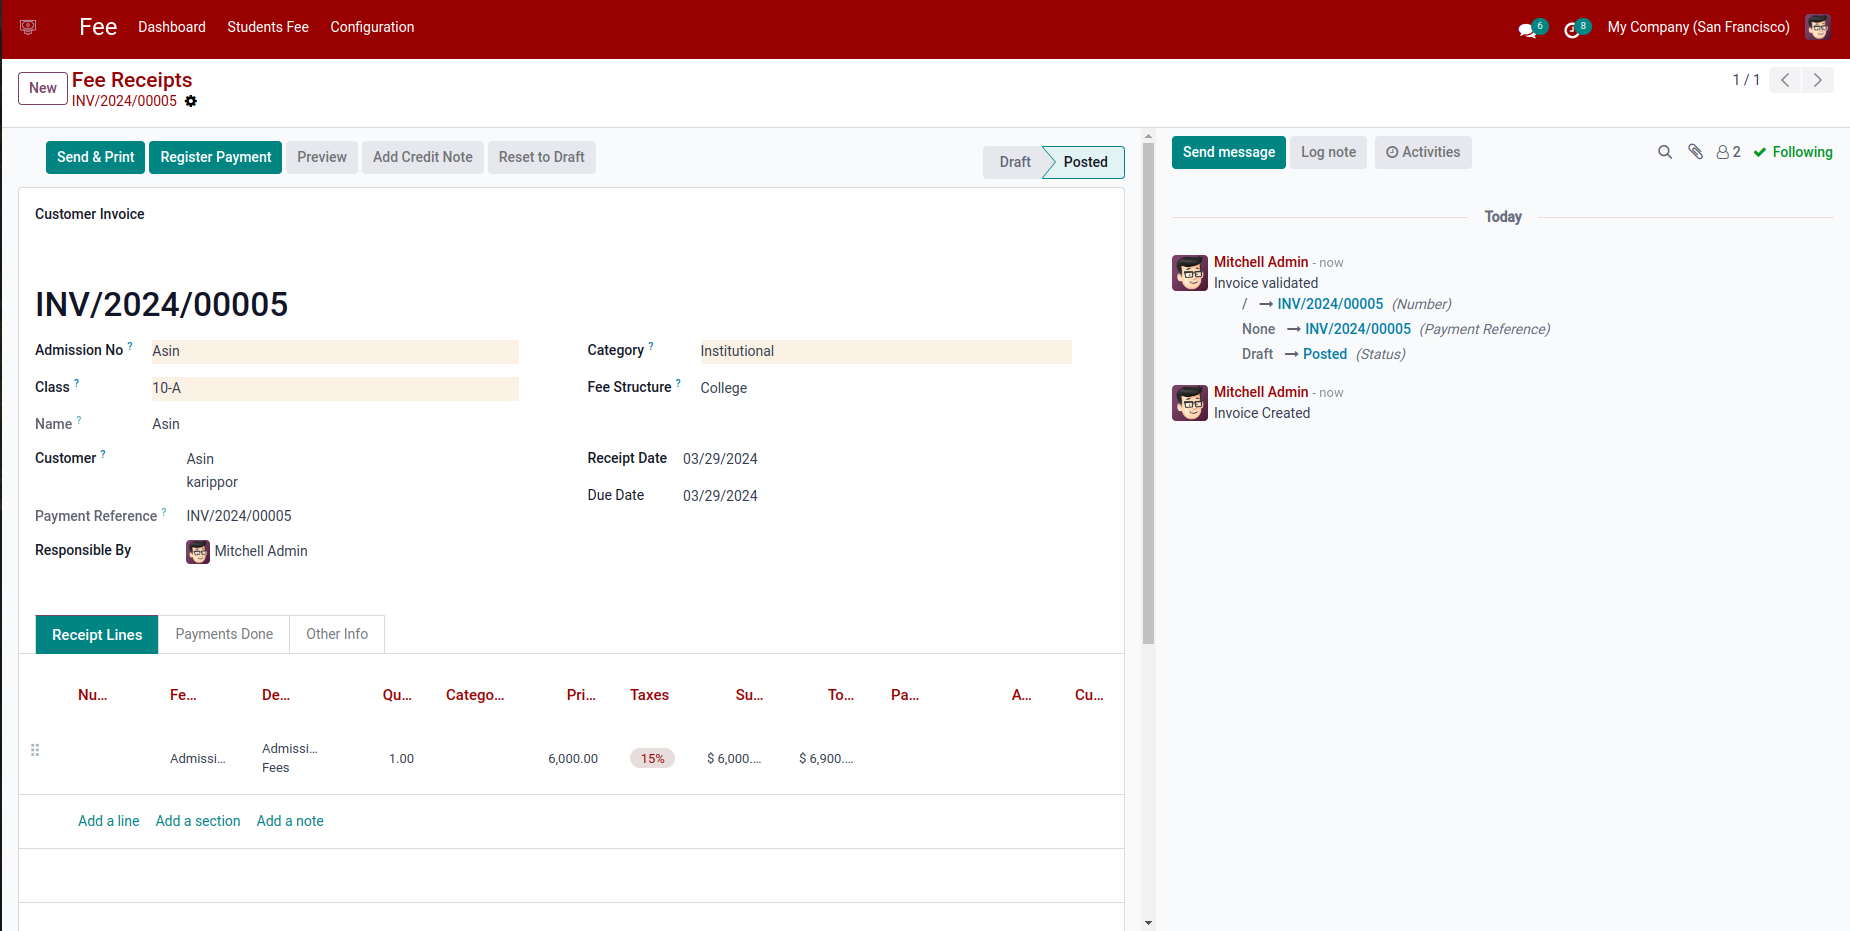 Fee Dashboard Students Fee Configuration 6 8 My Company (San Francisco)
New Fee Receipts 1 / 1
INV/2024/00005
Send & Print Register Payment Preview Add Credit Note Reset to Draft Draft Posted
Customer Invoice
INV/2024/00005
Admission No ? Asin Category ? Institutional
Class ? 10-A Fee Structure ? College
Name ? Asin
Customer ? Asin Receipt Date 03/29/2024
karippor
Due Date 03/29/2024
Payment Reference ? INV/2024/00005
Responsible By Mitchell Admin
Receipt Lines Payments Done Other Info
Nu... Fe... De... Qu... Catego... Pri... Taxes Su... To... Pa... A... Cu...
Admissi... Admissi... 1.00 6,000.00 15% $ 6,000.... $ 6,900....
Fees
Add a line Add a section Add a note
Send message Log note Activities 2 Following
Today
Mitchell Admin - now
Invoice validated
/ → INV/2024/00005 (Number)
None → INV/2024/00005 (Payment Reference)
Draft → Posted (Status)
Mitchell Admin - now
Invoice Created